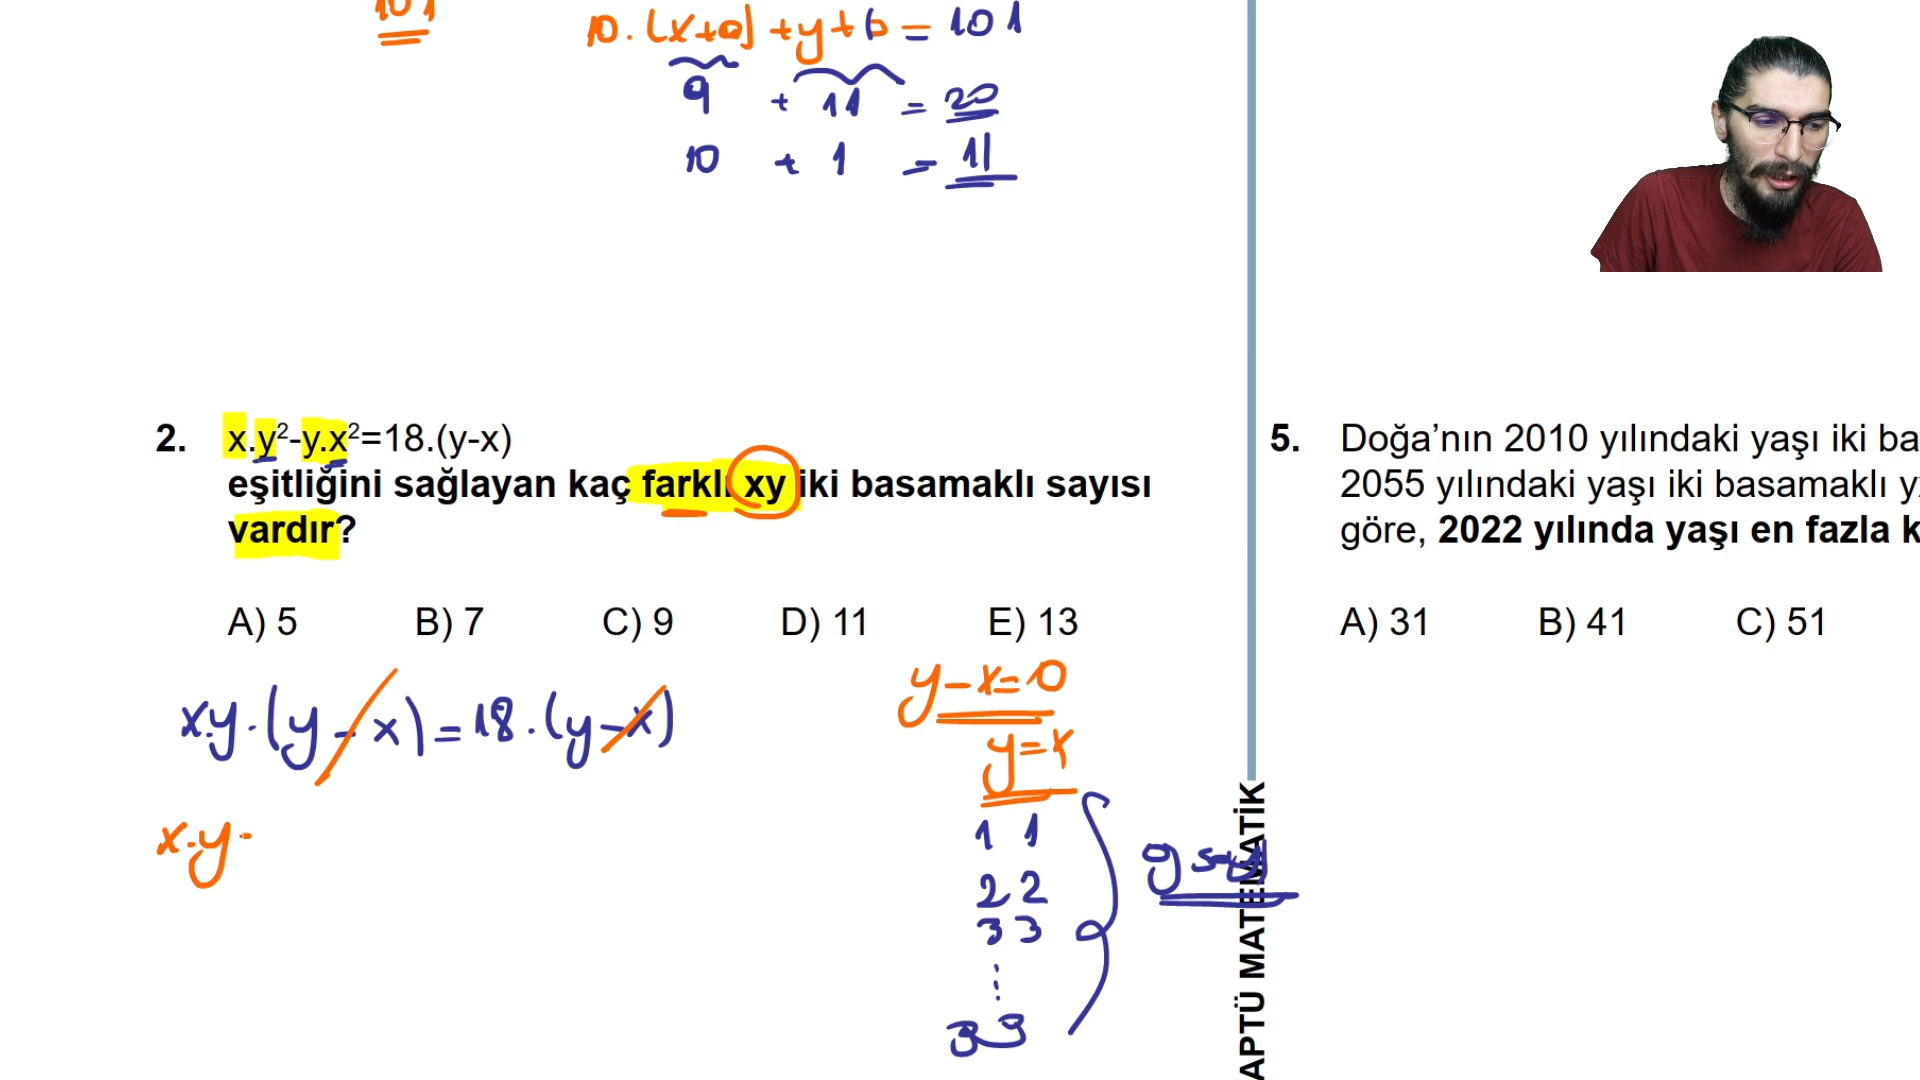 101
10.(x+a)+y+b=101
9 + 11 = 20
10 + 1 = 11
2. x.y²-y.x²=18.(y-x)
eşitliğini sağlayan kaç farklı xy iki basamaklı sayısı
vardır?
A) 5 B) 7 C) 9 D) 11 E) 13
x.y.(y-x)=18.(y-x)
x.y=
y-x=0
y=x
1 1
2 2
3 3
⋮
9 9
9 sayı
APTÜ MATEMATİK
5. Doğa’nın 2010 yılındaki yaşı iki ba
2055 yılındaki yaşı iki basamaklı y
göre, 2022 yılında yaşı en fazla k
A) 31 B) 41 C) 51